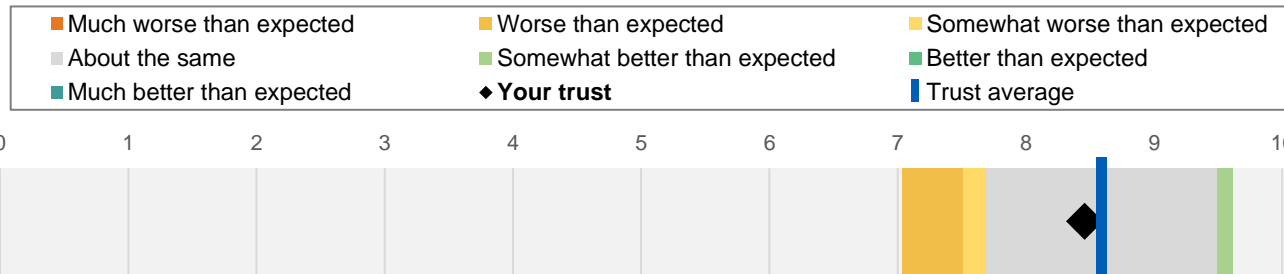 Much worse than expected Worse than expected Somewhat worse than expected
About the same Somewhat better than expected Better than expected
Much better than expected Your trust Trust average
0 1 2 3 4 5 6 7 8 9 10